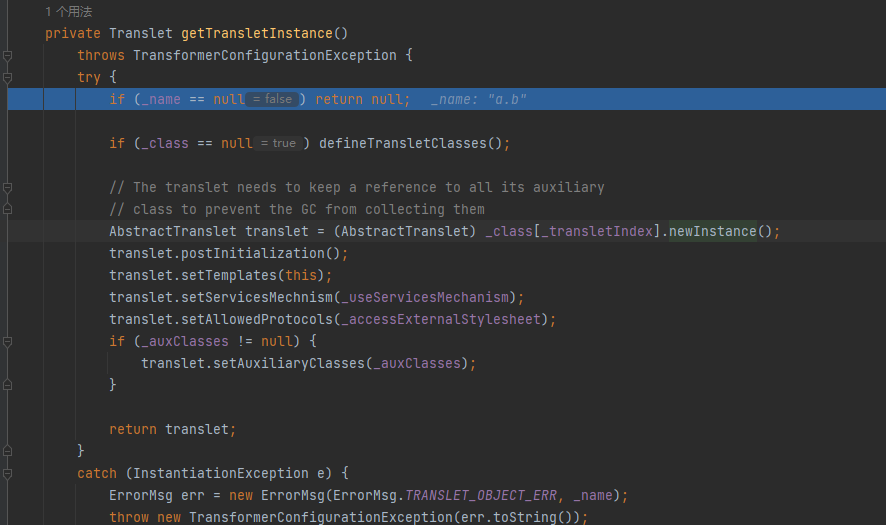 1 个用法
private Translet getTransletInstance()
throws TransformerConfigurationException {
try {
if (_name == null = false ) return null; _name: "a.b"
if (_class == null = true ) defineTransletClasses();
// The translet needs to keep a reference to all its auxiliary
// class to prevent the GC from collecting them
AbstractTranslet translet = (AbstractTranslet) _class[_transletIndex].newInstance();
translet.postInitialization();
translet.setTemplates(this);
translet.setServicesMechnism(_useServicesMechanism);
translet.setAllowedProtocols(_accessExternalStylesheet);
if (_auxClasses != null) {
translet.setAuxiliaryClasses(_auxClasses);
}
return translet;
}
catch (InstantiationException e) {
ErrorMsg err = new ErrorMsg(ErrorMsg.TRANSLET_OBJECT_ERR, _name);
throw new TransformerConfigurationException(err.toString());